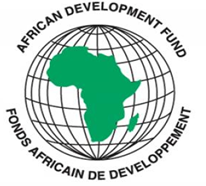 AFRICAN DEVELOPMENT FUND
FONDS AFRICAIN DE DEVELOPPEMENT